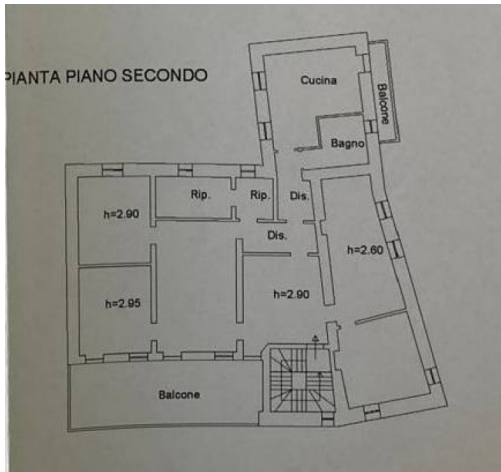 PIANTA PIANO SECONDO
Cucina
Balcone
Bagno
Rip.
Rip.
Dis.
h=2.90
Dis.
h=2.60
h=2.95
h=2.90
Balcone